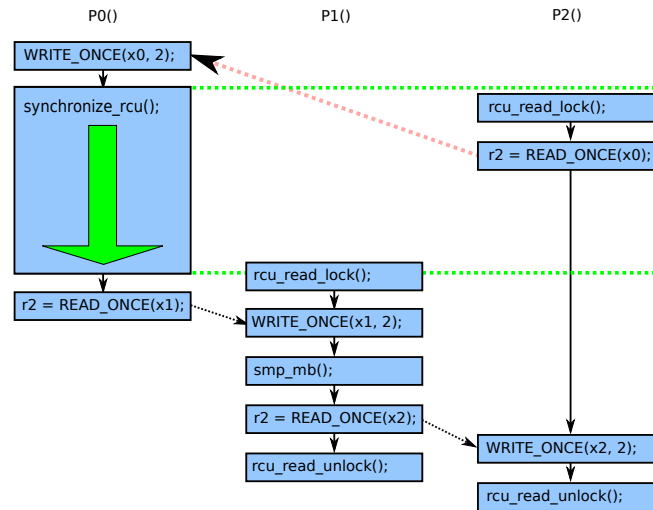 P0() P1() P2()
WRITE_ONCE(x0, 2);
synchronize_rcu();
rcu_read_lock();
r2 = READ_ONCE(x0);
rcu_read_lock();
r2 = READ_ONCE(x1);
WRITE_ONCE(x1, 2);
smp_mb();
r2 = READ_ONCE(x2);
WRITE_ONCE(x2, 2);
rcu_read_unlock();
rcu_read_unlock();